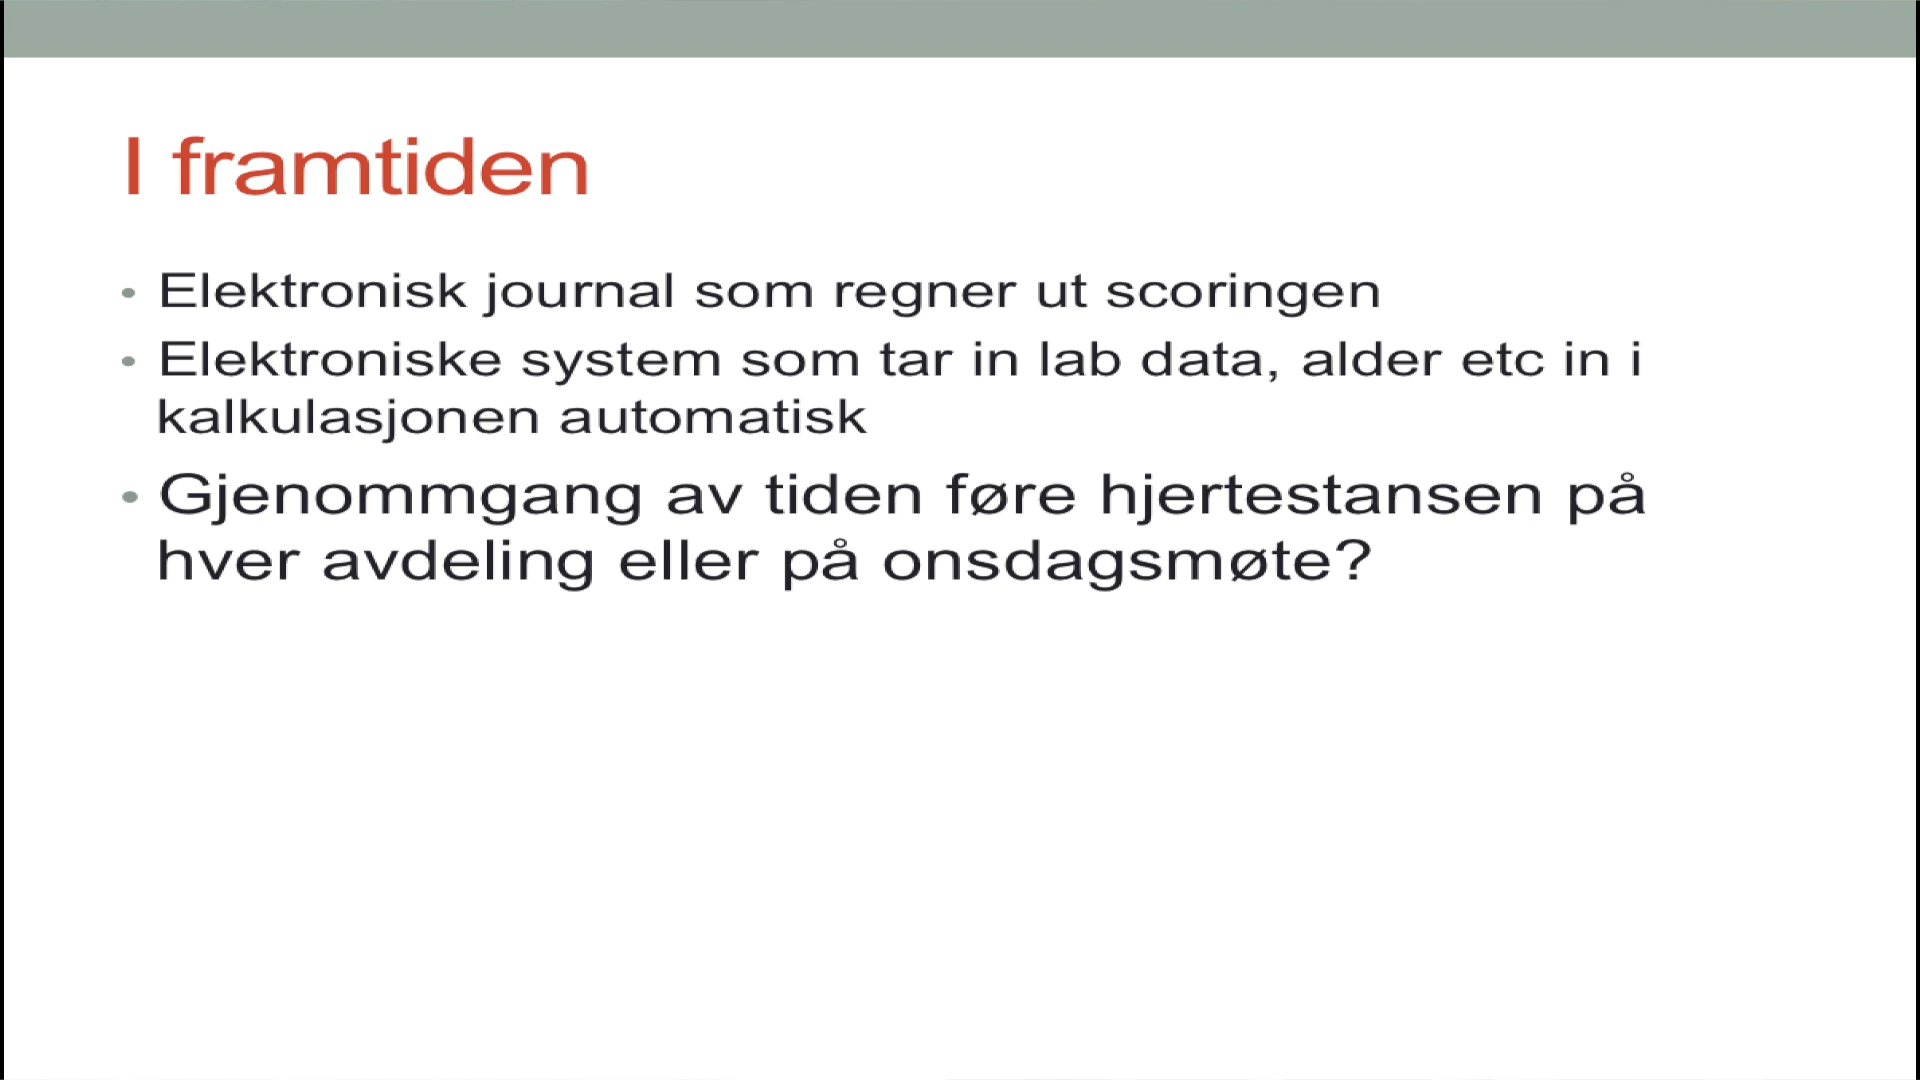 I framtiden
• Elektronisk journal som regner ut scoringen
• Elektroniske system som tar in lab data, alder etc in i
kalkulasjonen automatisk
• Gjenommgang av tiden føre hjertestansen på
hver avdeling eller på onsdagsmøte?